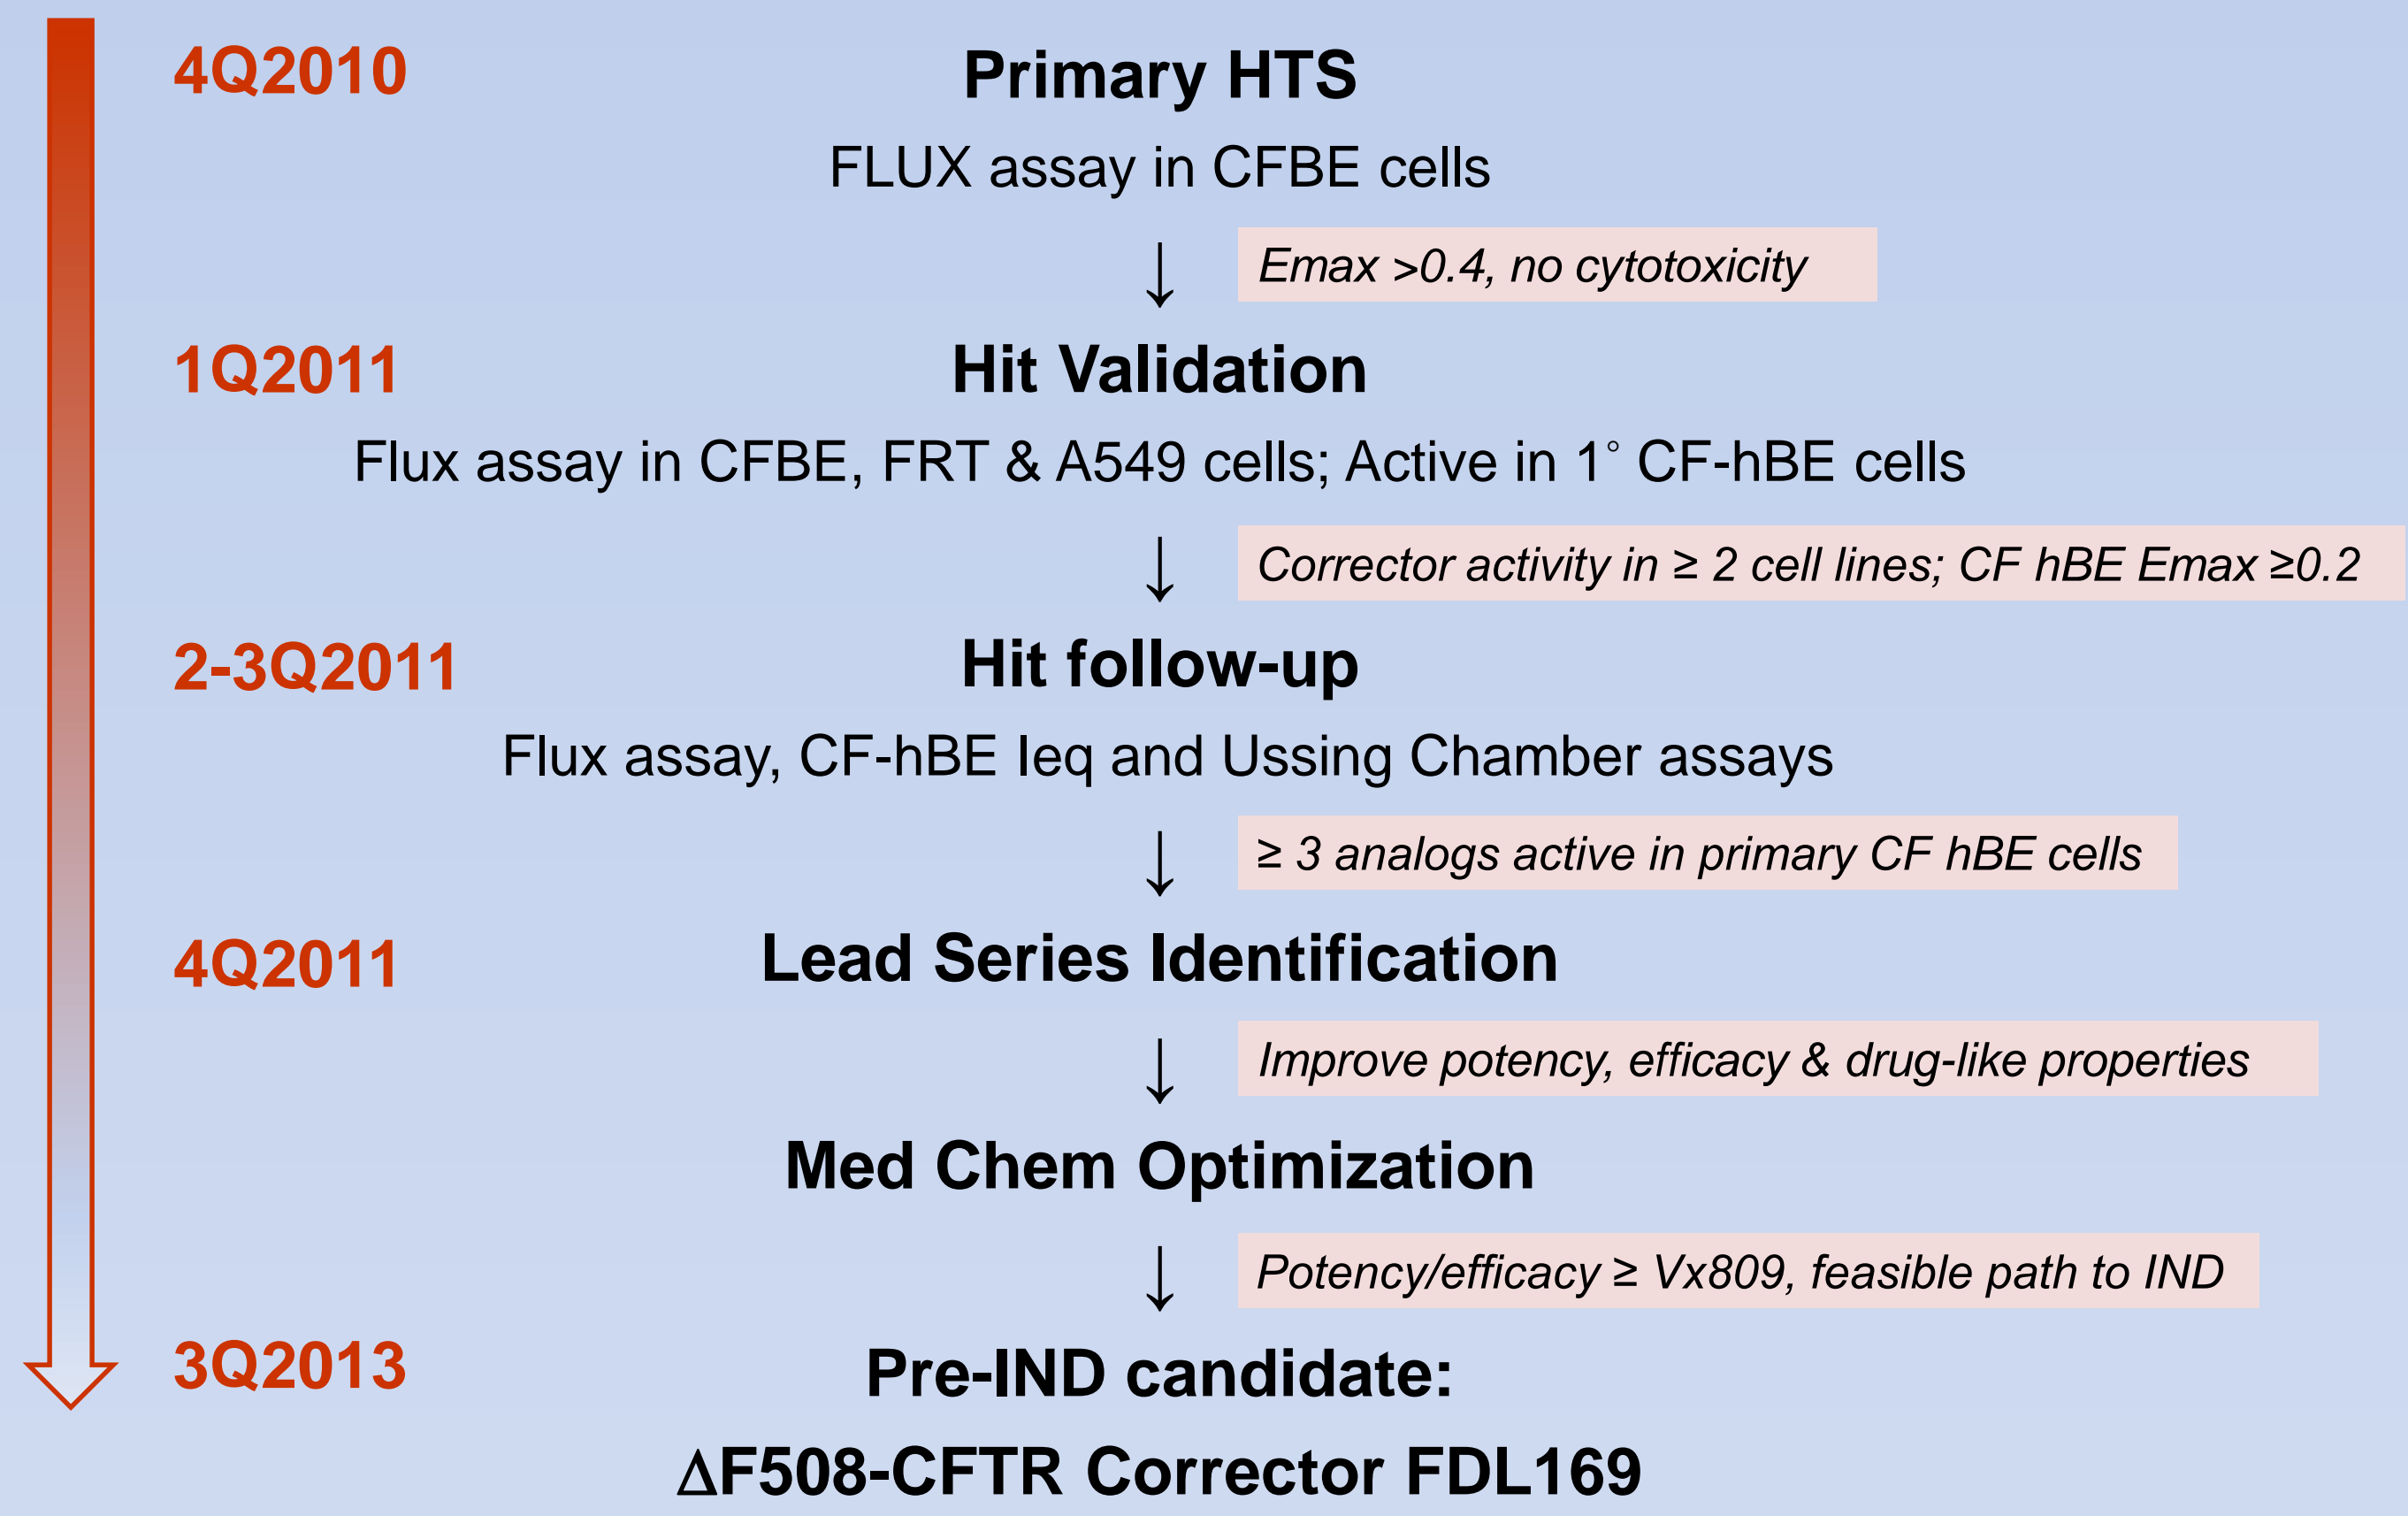 4Q2010
Primary HTS
FLUX assay in CFBE cells
↓
Emax >0.4, no cytotoxicity
1Q2011
Hit Validation
Flux assay in CFBE, FRT & A549 cells; Active in 1° CF-hBE cells
↓
Corrector activity in ≥ 2 cell lines; CF hBE Emax ≥0.2
2-3Q2011
Hit follow-up
Flux assay, CF-hBE Ieq and Ussing Chamber assays
↓
≥ 3 analogs active in primary CF hBE cells
4Q2011
Lead Series Identification
↓
Improve potency, efficacy & drug-like properties
Med Chem Optimization
↓
Potency/efficacy ≥ Vx809, feasible path to IND
3Q2013
Pre-IND candidate:
ΔF508-CFTR Corrector FDL169